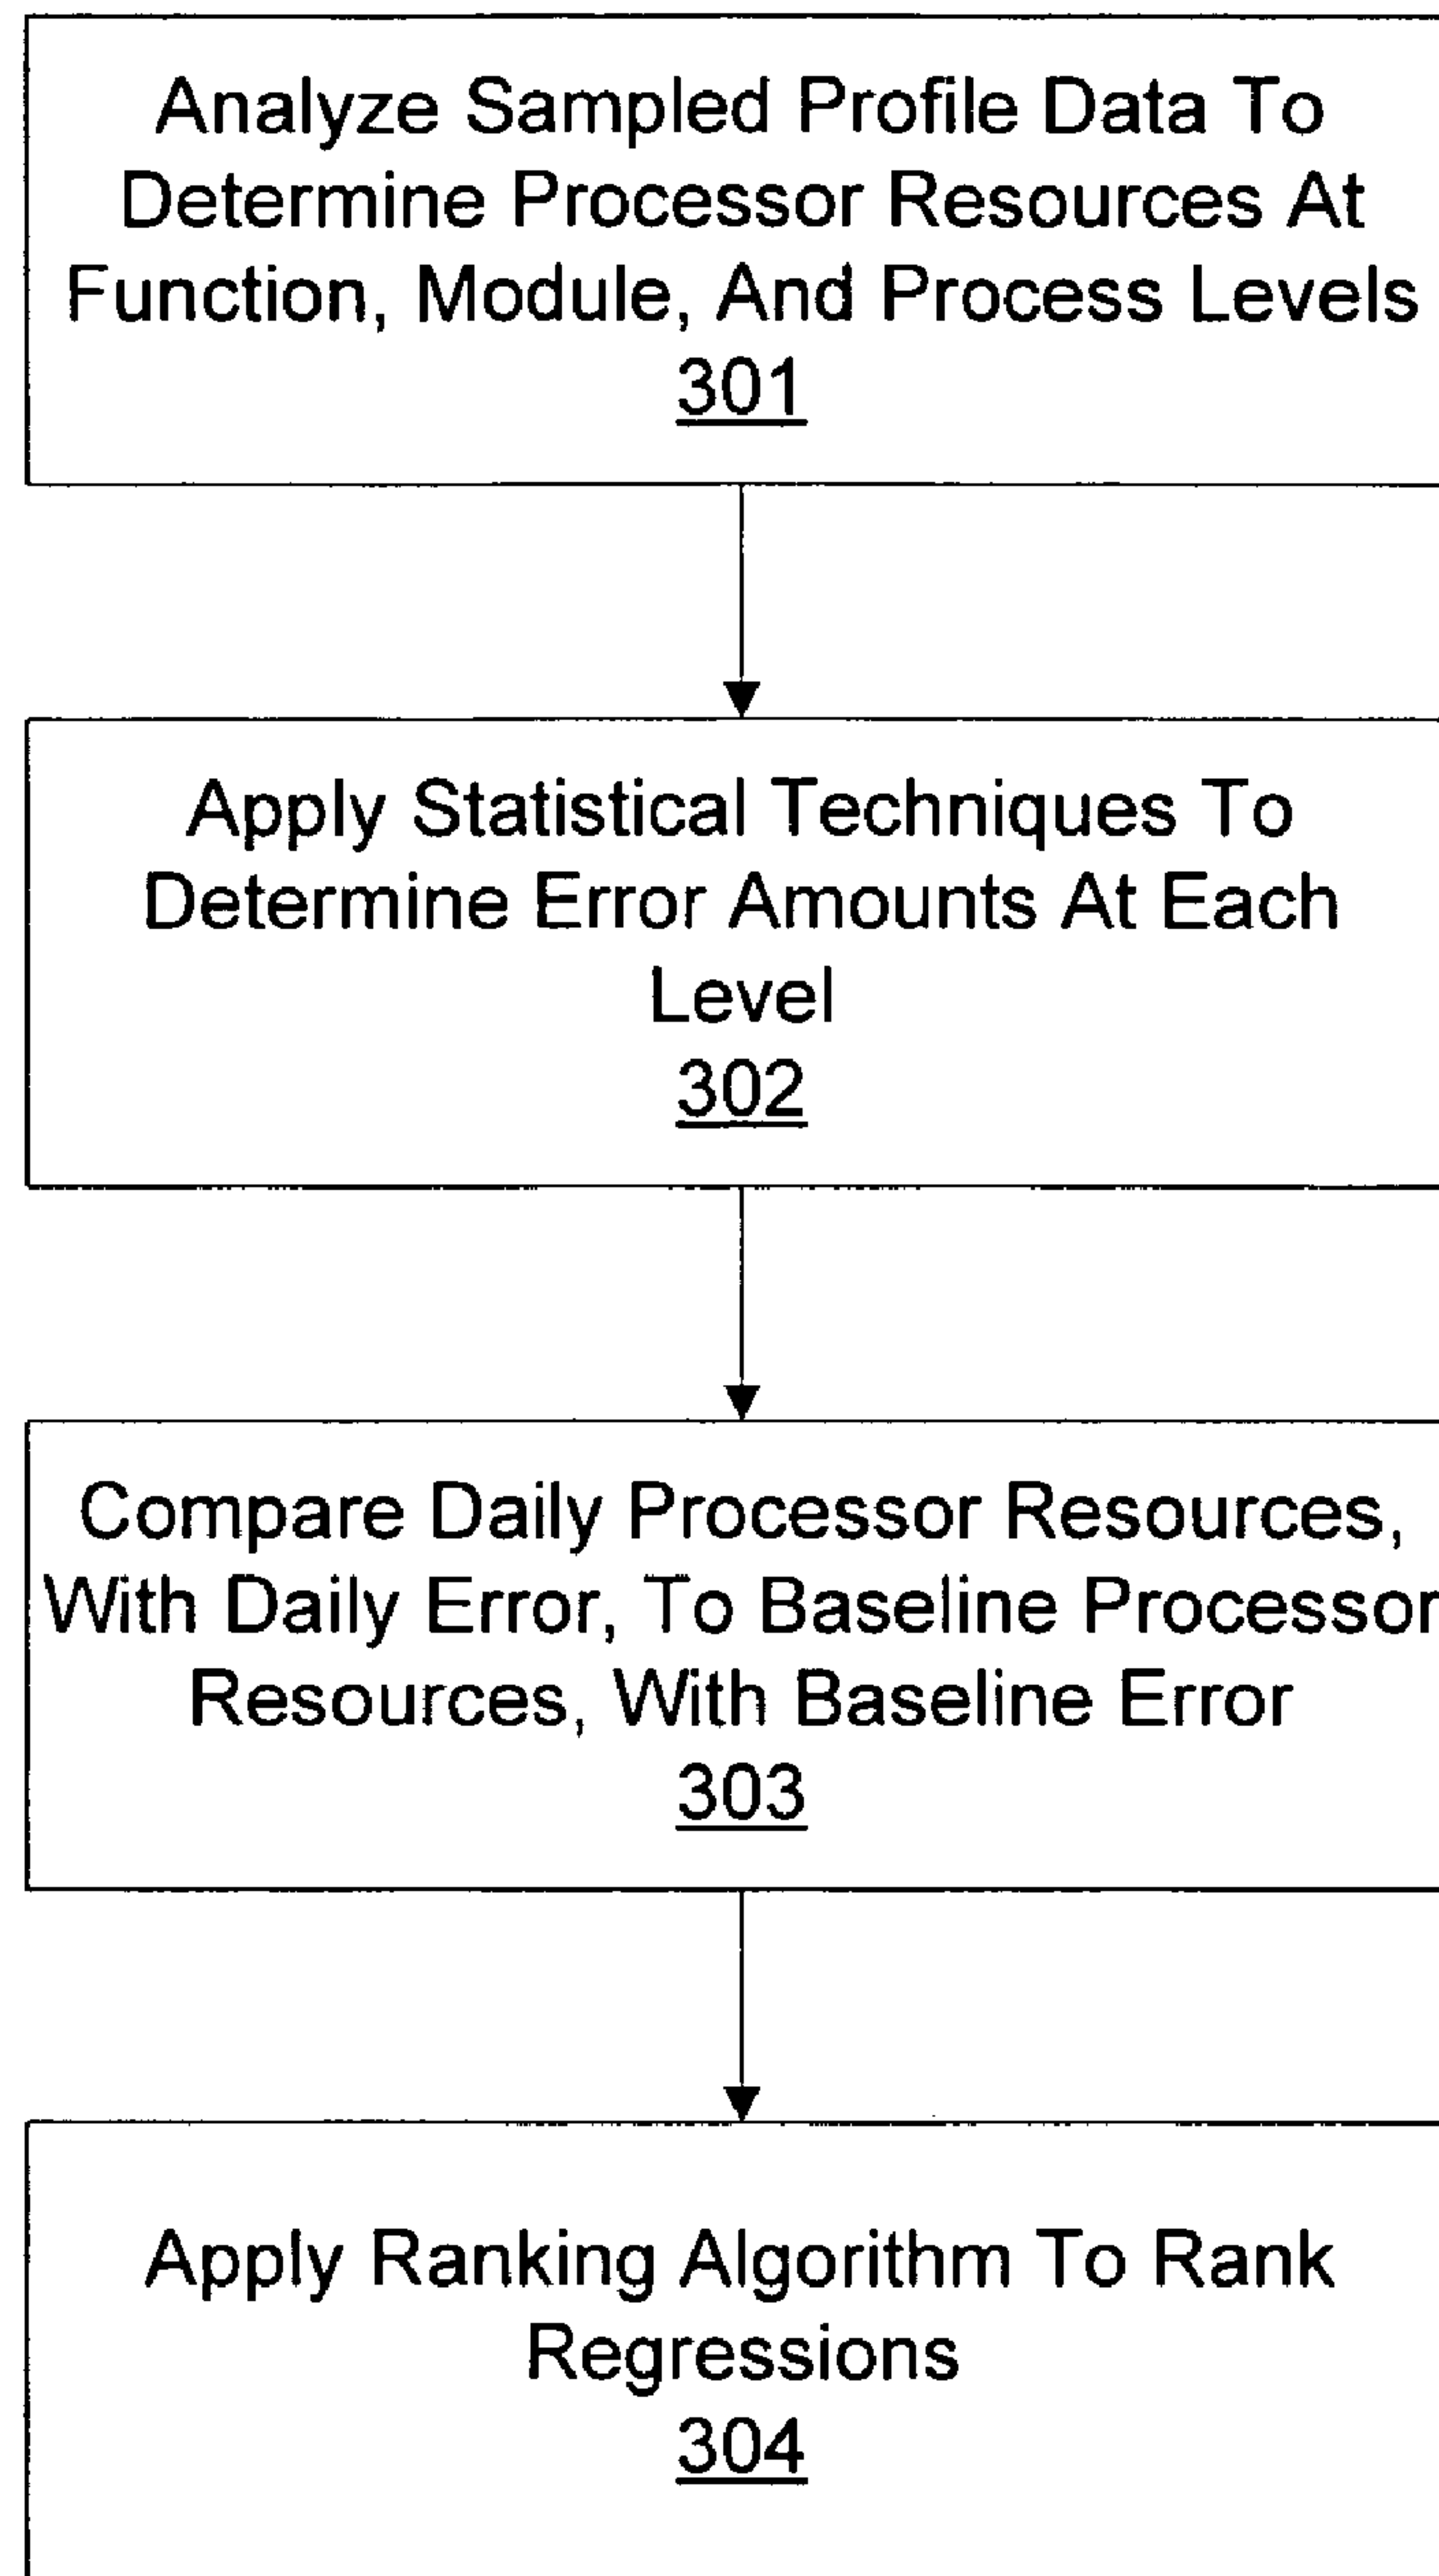 Analyze Sampled Profile Data To
Determine Processor Resources At
Function, Module, And Process Levels
301
Apply Statistical Techniques To
Determine Error Amounts At Each
Level
302
Compare Daily Processor Resources,
With Daily Error, To Baseline Processor
Resources, With Baseline Error
303
Apply Ranking Algorithm To Rank
Regressions
304